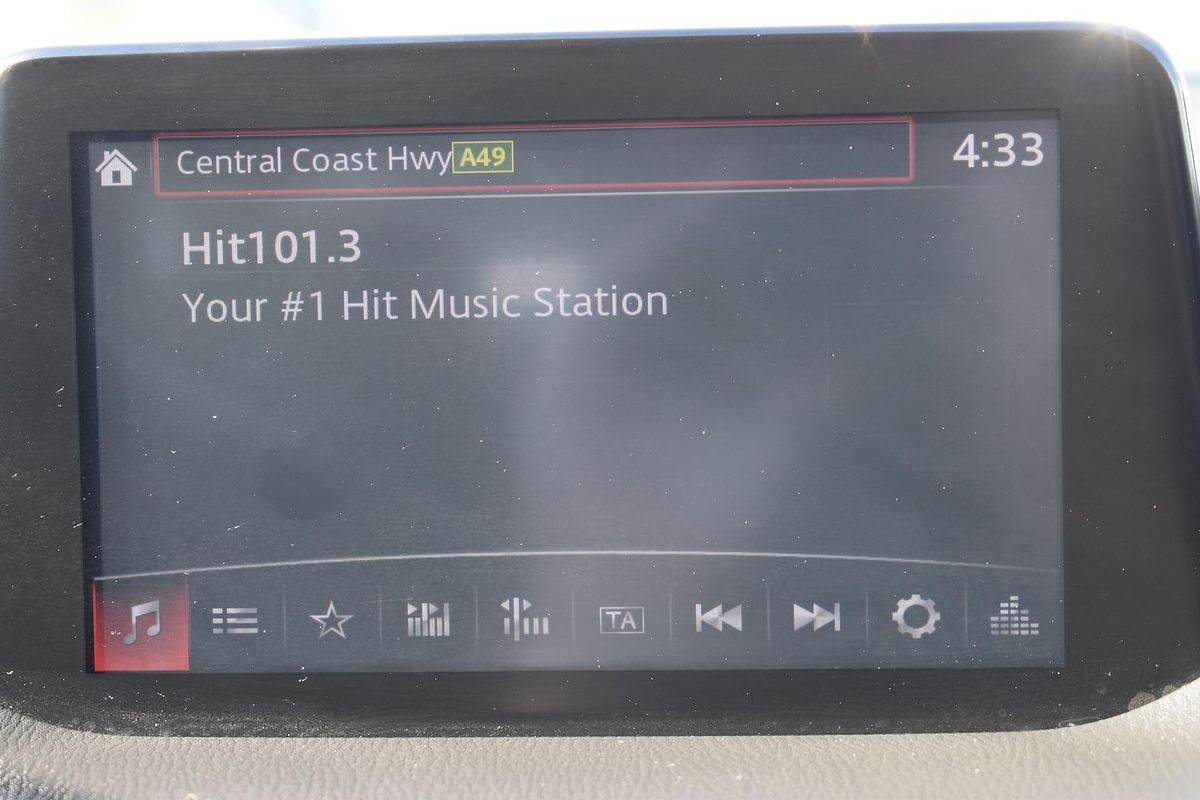 Central Coast Hwy A49
4:33
Hit101.3
Your #1 Hit Music Station
TA